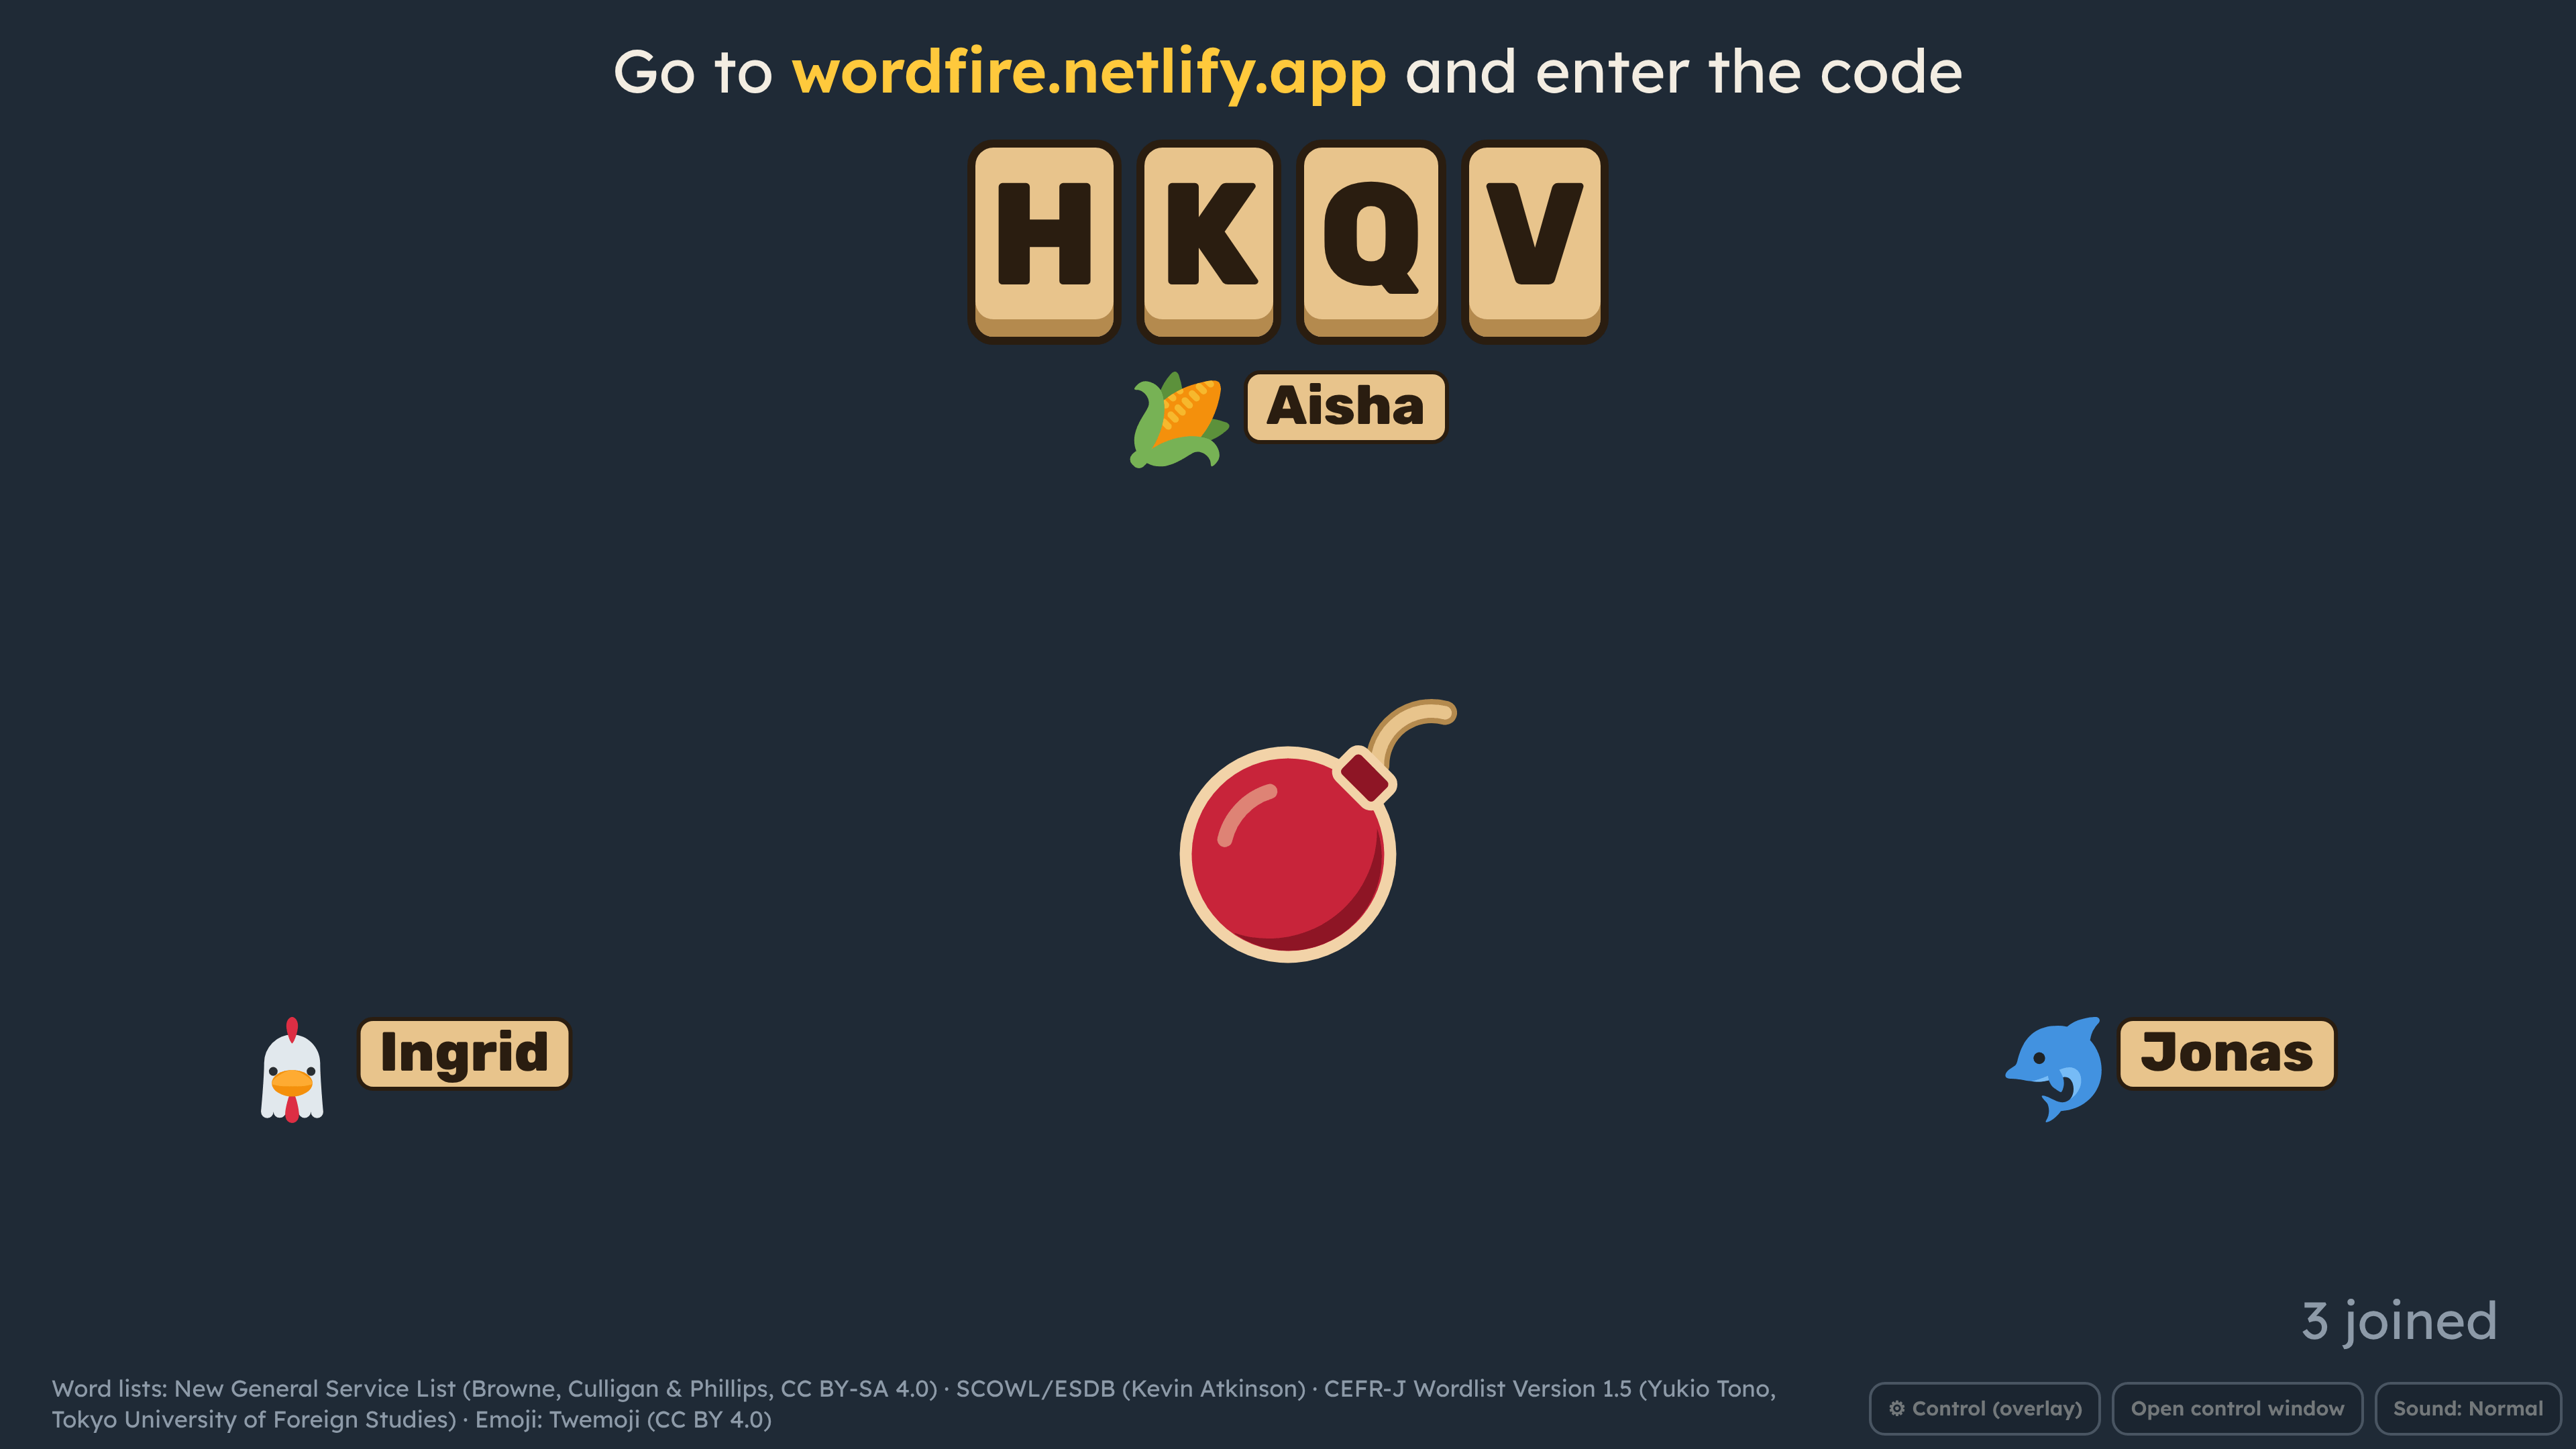 Go to wordfire.netlify.app and enter the code
HKQV
Aisha
Ingrid
Jonas
3 joined
Word lists: New General Service List (Browne, Culligan & Phillips, CC BY-SA 4.0) · SCOWL/ESDB (Kevin Atkinson) · CEFR-J Wordlist Version 1.5 (Yukio Tono,
Tokyo University of Foreign Studies) · Emoji: Twemoji (CC BY 4.0)
⚙ Control (overlay)
Open control window
Sound: Normal